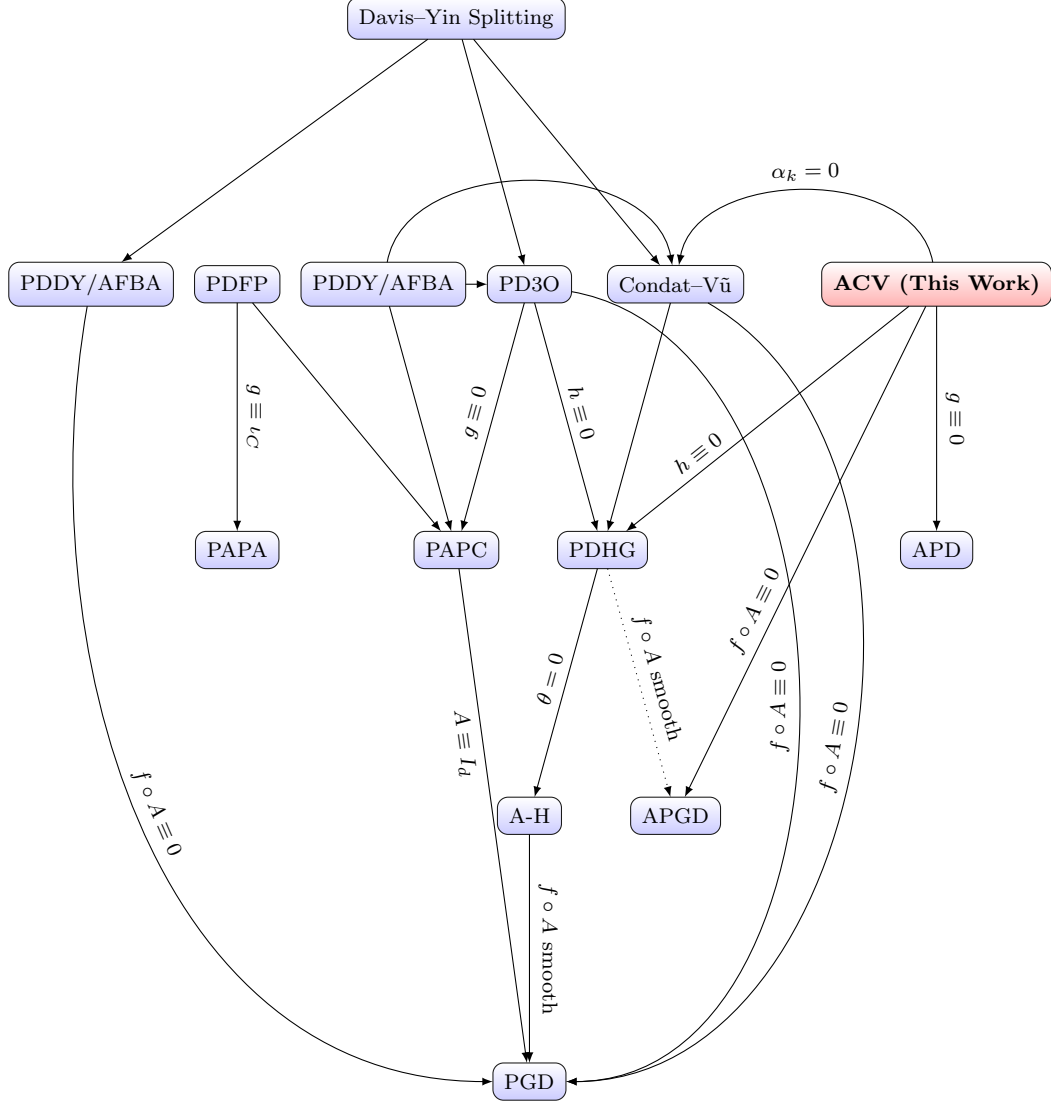 Davis–Yin Splitting
αₖ = 0
PDDY/AFBA
PDFP
PDDY/AFBA
PD3O
Condat–Vũ
ACV (This Work)
g ≡ ι_C
g ≡ 0
h ≡ 0
h ≡ 0
g ≡ 0
PAPA
PAPC
PDHG
APD
f ∘ A ≡ 0
θ = 0
f ∘ A smooth
A ≡ I_d
f ∘ A ≡ 0
f ∘ A ≡ 0
f ∘ A ≡ 0
A-H
APGD
f ∘ A smooth
PGD